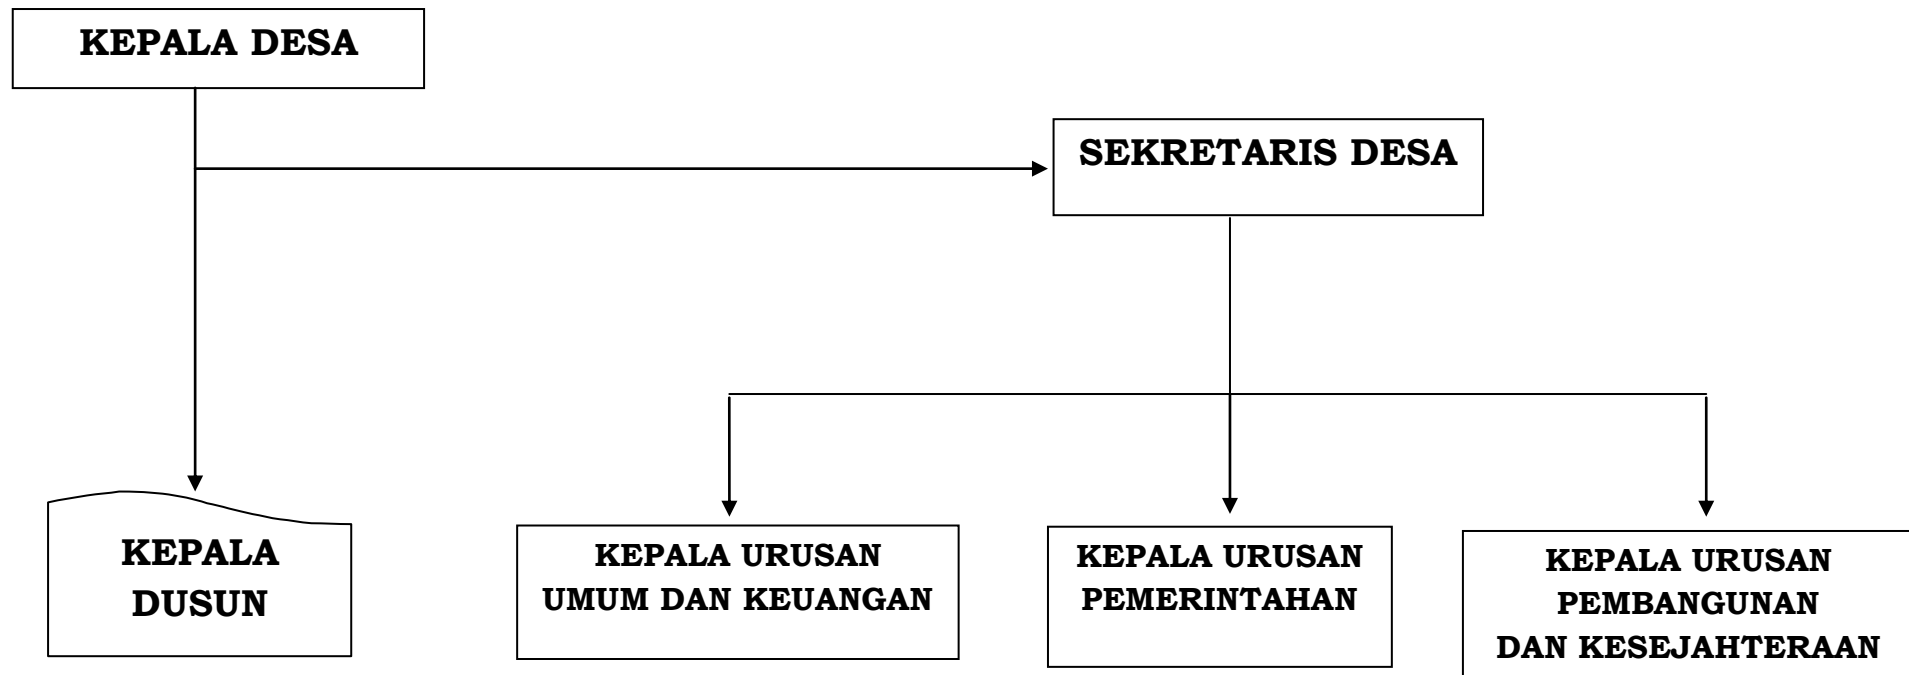 KEPALA DESA
SEKRETARIS DESA
KEPALA
DUSUN
KEPALA URUSAN
UMUM DAN KEUANGAN
KEPALA URUSAN
PEMERINTAHAN
KEPALA URUSAN
PEMBANGUNAN
DAN KESEJAHTERAAN